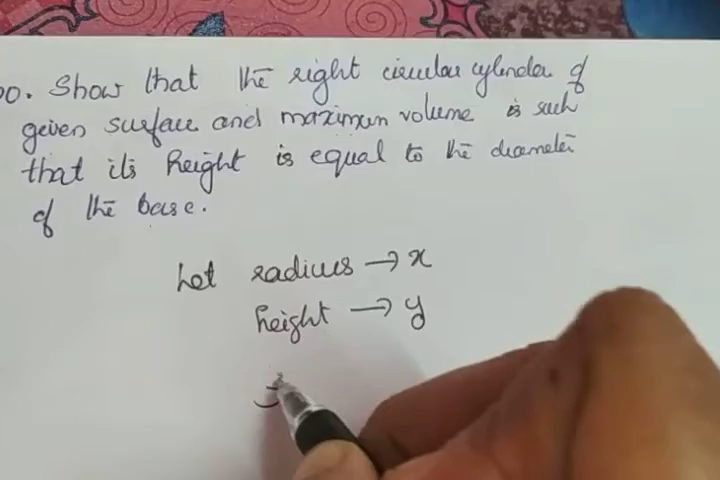 20. Show that the right circular cylinder of
given surface and maximum volume is such
that its height is equal to the diameter
of the base.
Let radius → x
height → y